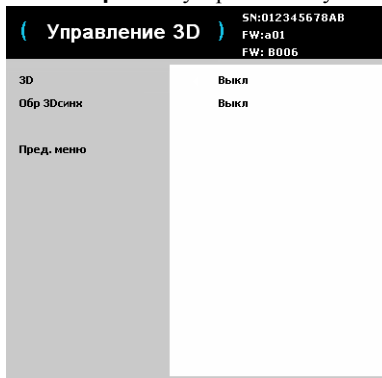 ( Управление 3D )
SN:012345678AB
FW:a01
FW: B006
3D Выкл
Обр 3Dсинх Выкл
Пред. меню